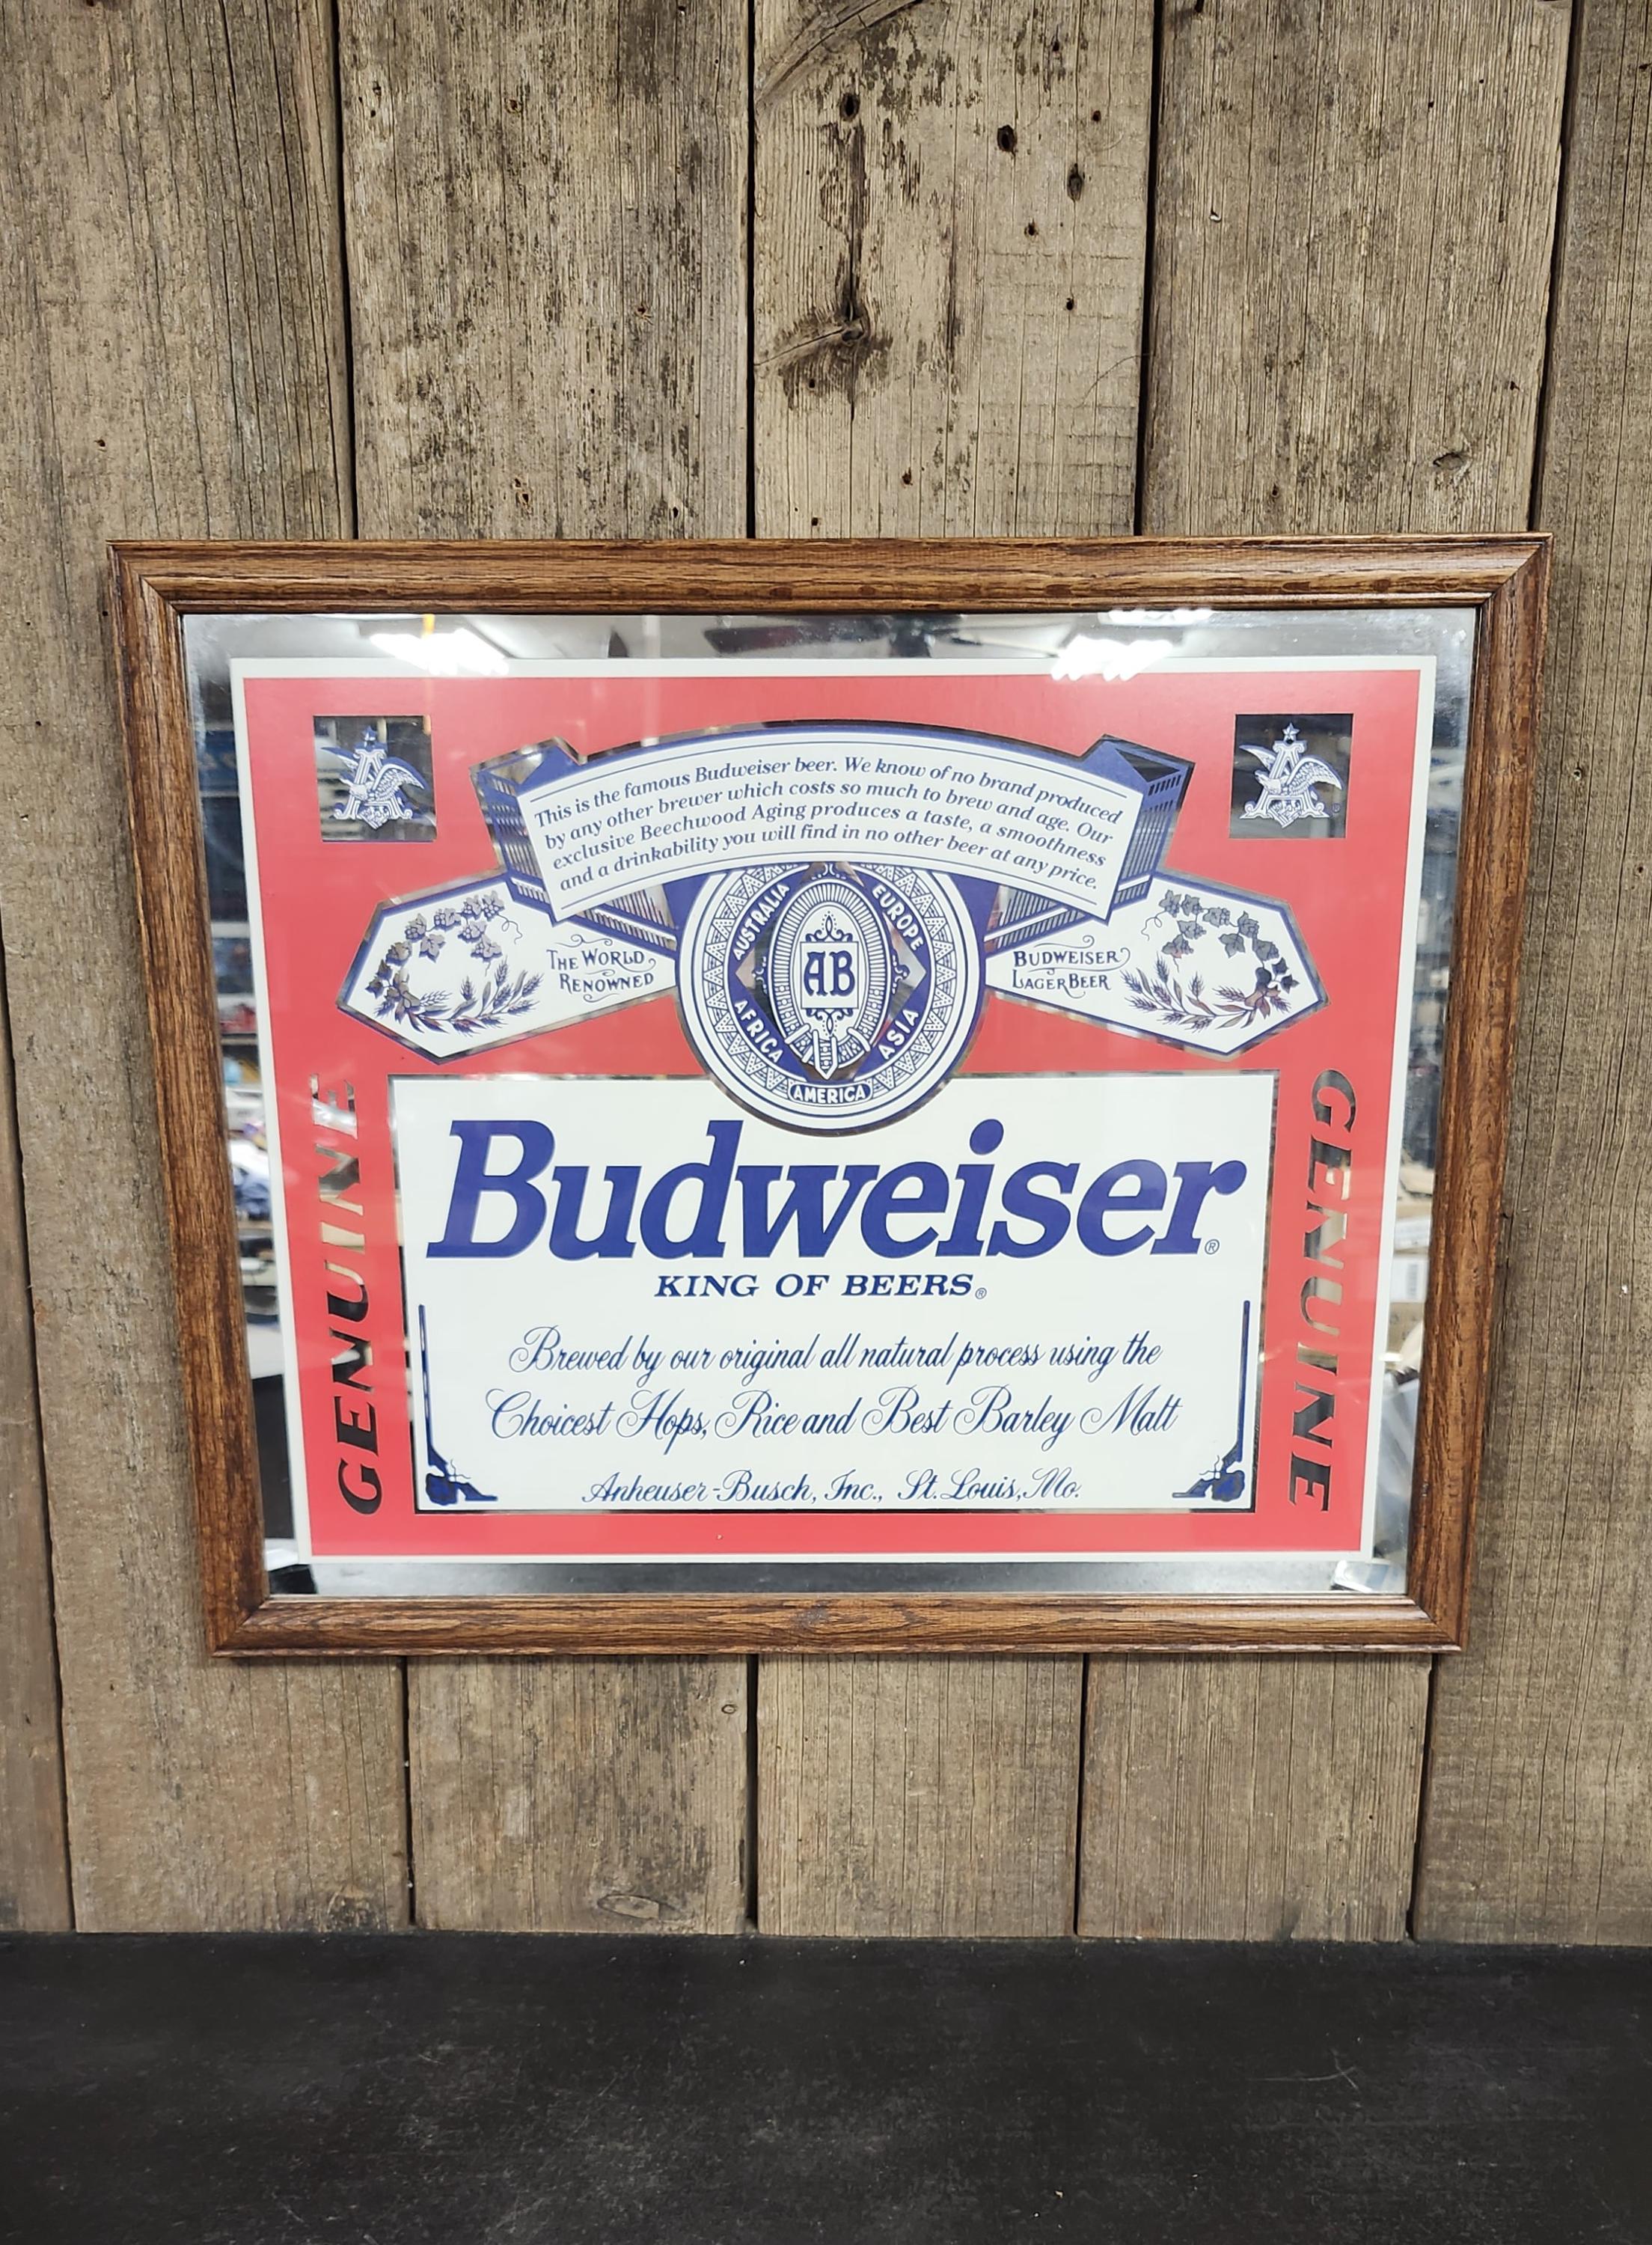 This is the famous Budweiser beer. We know of no brand produced
by any other brewer which costs so much to brew and age. Our
exclusive Beechwood Aging produces a taste, a smoothness
and a drinkability you will find in no other beer at any price.
AUSTRALIA
EUROPE
THE WORLD
RENOWNED
AB
BUDWEISER
LAGER BEER
AFRICA
ASIA
AMERICA
GENUINE
GENUINE
Budweiser®
KING OF BEERS®
Brewed by our original all natural process using the
Choicest Hops, Rice and Best Barley Malt
Anheuser-Busch, Inc., St. Louis, Mo.